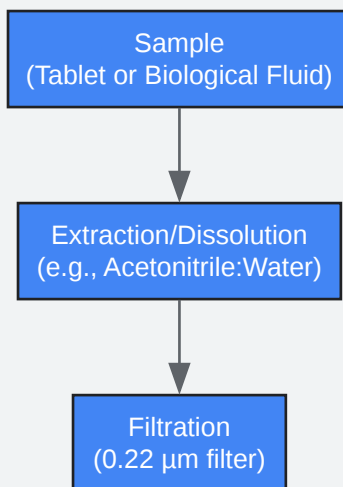 Sample
(Tablet or Biological Fluid)
Extraction/Dissolution
(e.g., Acetonitrile:Water)
Filtration
(0.22 µm filter)